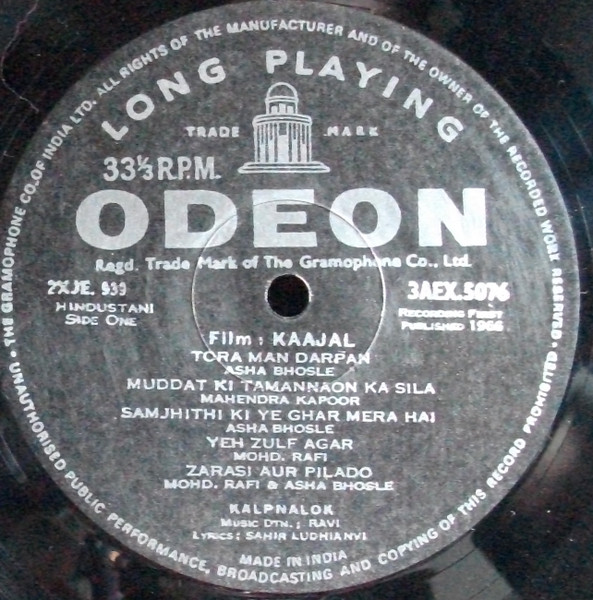 THE GRAMOPHONE CO. OF INDIA LTD. ALL RIGHTS OF THE MANUFACTURER AND OF THE OWNER OF THE RECORDED WORK RESERVED •
LONG PLAYING
TRADE MARK
33⅓ R.P.M.
ODEON
Regd. Trade Mark of The Gramophone Co., Ltd.
2XJE. 939
3AEX.5076
HINDUSTANI
SIDE ONE
RECORDING FIRST
PUBLISHED 1966
Film : KAAJAL
TORA MAN DARPAN
ASHA BHOSLE
MUDDAT KI TAMANNAON KA SILA
MAHENDRA KAPOOR
SAMJHITHI KI YE GHAR MERA HAI
ASHA BHOSLE
YEH ZULF AGAR
MOHD. RAFI
ZARASI AUR PILADO
MOHD. RAFI & ASHA BHOSLE
KALPNALOK
MUSIC DTN.; RAVI
LYRICS; SAHIR LUDHIANVI
MADE IN INDIA
• UNAUTHORISED PUBLIC PERFORMANCE, BROADCASTING AND COPYING OF THIS RECORD PROHIBITED •